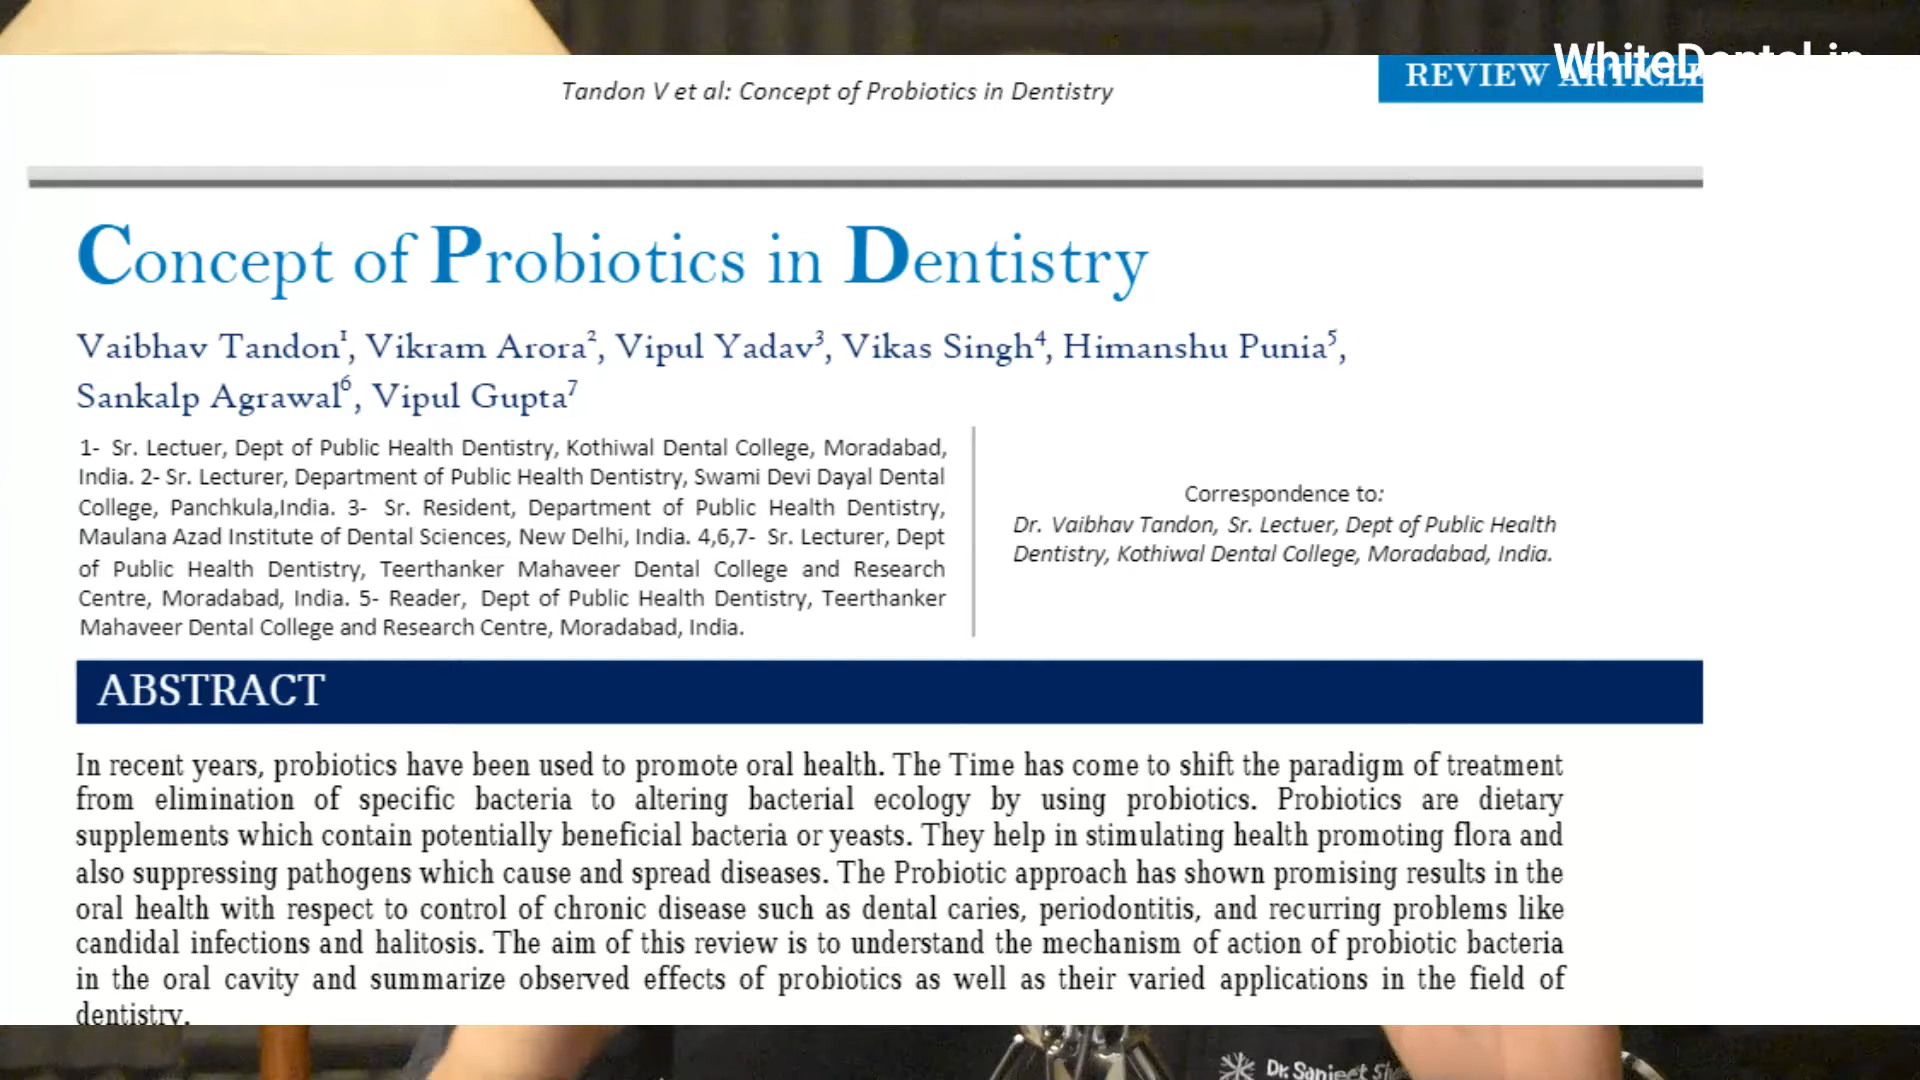 WhiteDental.in
Tandon V et al: Concept of Probiotics in Dentistry
REVIEW ARTICLE
Concept of Probiotics in Dentistry
Vaibhav Tandon¹, Vikram Arora², Vipul Yadav³, Vikas Singh⁴, Himanshu Punia⁵,
Sankalp Agrawal⁶, Vipul Gupta⁷
1- Sr. Lectuer, Dept of Public Health Dentistry, Kothiwal Dental College, Moradabad,
India. 2- Sr. Lecturer, Department of Public Health Dentistry, Swami Devi Dayal Dental
College, Panchkula,India. 3- Sr. Resident, Department of Public Health Dentistry,
Maulana Azad Institute of Dental Sciences, New Delhi, India. 4,6,7- Sr. Lecturer, Dept
of Public Health Dentistry, Teerthanker Mahaveer Dental College and Research
Centre, Moradabad, India. 5- Reader, Dept of Public Health Dentistry, Teerthanker
Mahaveer Dental College and Research Centre, Moradabad, India.
Correspondence to:
Dr. Vaibhav Tandon, Sr. Lectuer, Dept of Public Health
Dentistry, Kothiwal Dental College, Moradabad, India.
ABSTRACT
In recent years, probiotics have been used to promote oral health. The Time has come to shift the paradigm of treatment
from elimination of specific bacteria to altering bacterial ecology by using probiotics. Probiotics are dietary
supplements which contain potentially beneficial bacteria or yeasts. They help in stimulating health promoting flora and
also suppressing pathogens which cause and spread diseases. The Probiotic approach has shown promising results in the
oral health with respect to control of chronic disease such as dental caries, periodontitis, and recurring problems like
candidal infections and halitosis. The aim of this review is to understand the mechanism of action of probiotic bacteria
in the oral cavity and summarize observed effects of probiotics as well as their varied applications in the field of
dentistry.
Dr. Sanjeet